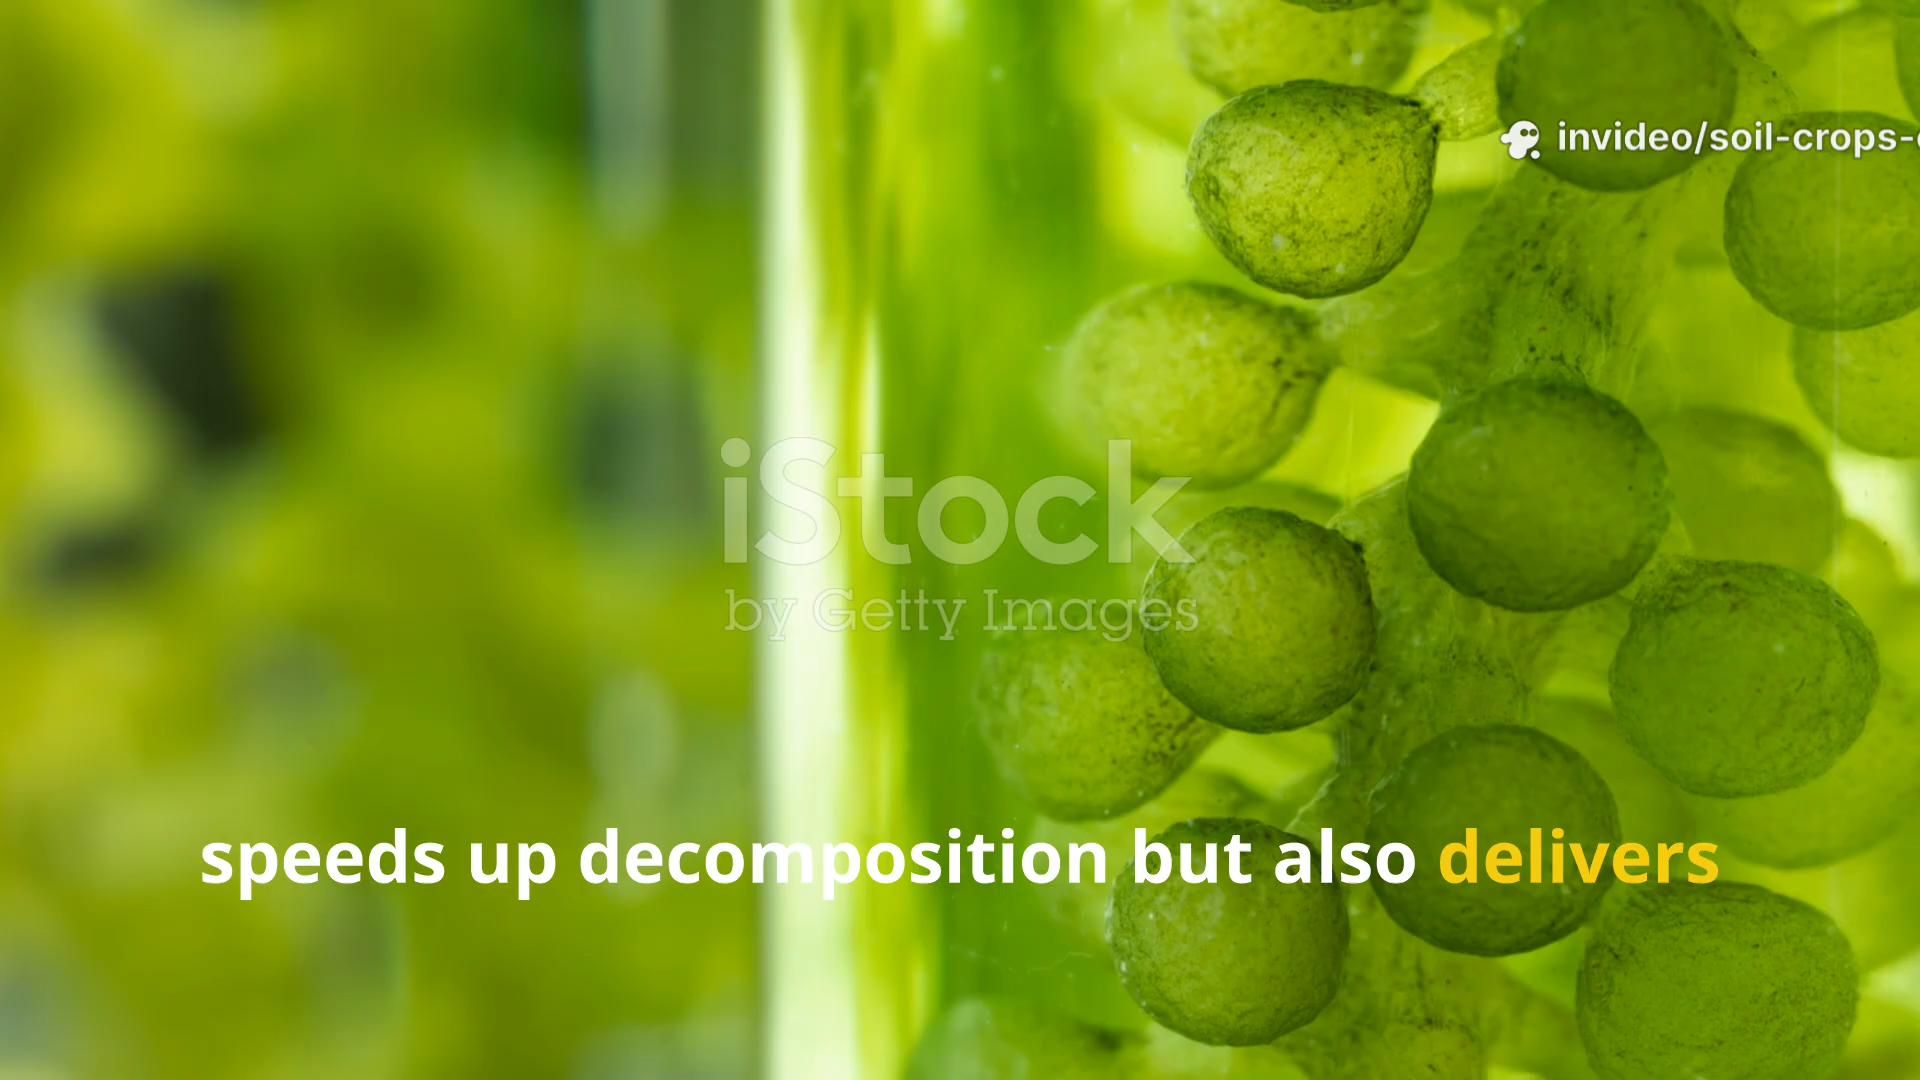 invideo/soil-crops-
iStock
by Getty Images
speeds up decomposition but also delivers